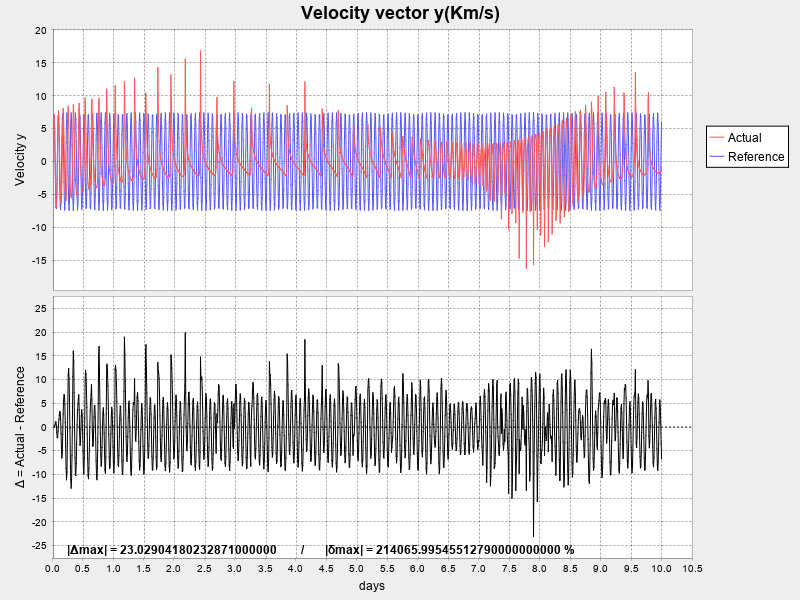 Velocity vector y(Km/s)
20
15
10
5
0
-5
-10
-15
Velocity y
Actual
Reference
25
20
15
10
5
0
-5
-10
-15
-20
-25
Δ = Actual - Reference
|Δmax| = 23.02904180232871000000 / |δmax| = 214065.99545512790000000000 %
0.0 0.5 1.0 1.5 2.0 2.5 3.0 3.5 4.0 4.5 5.0 5.5 6.0 6.5 7.0 7.5 8.0 8.5 9.0 9.5 10.0 10.5
days